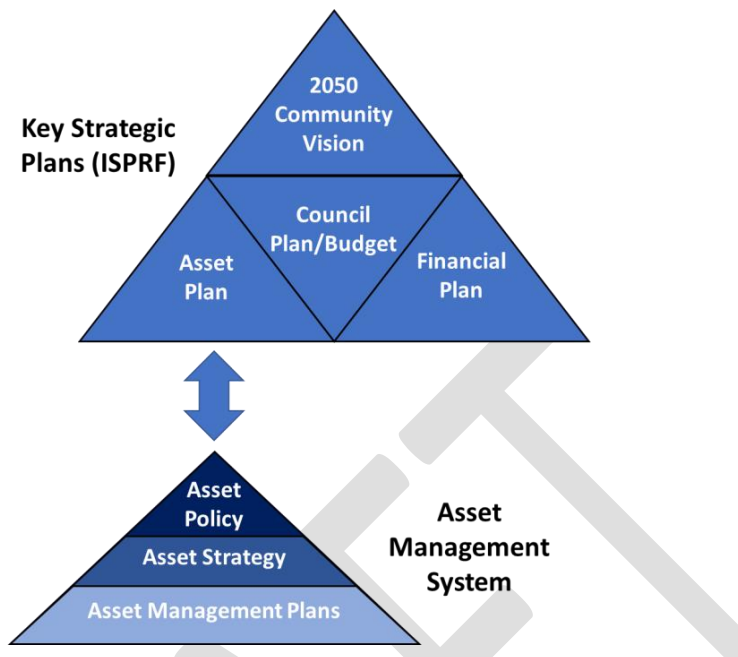 2050
Community
Vision
Key Strategic
Plans (ISPRF)
Council
Plan/Budget
Asset
Plan
Financial
Plan
Asset
Policy
Asset Strategy
Asset Management Plans
Asset
Management
System